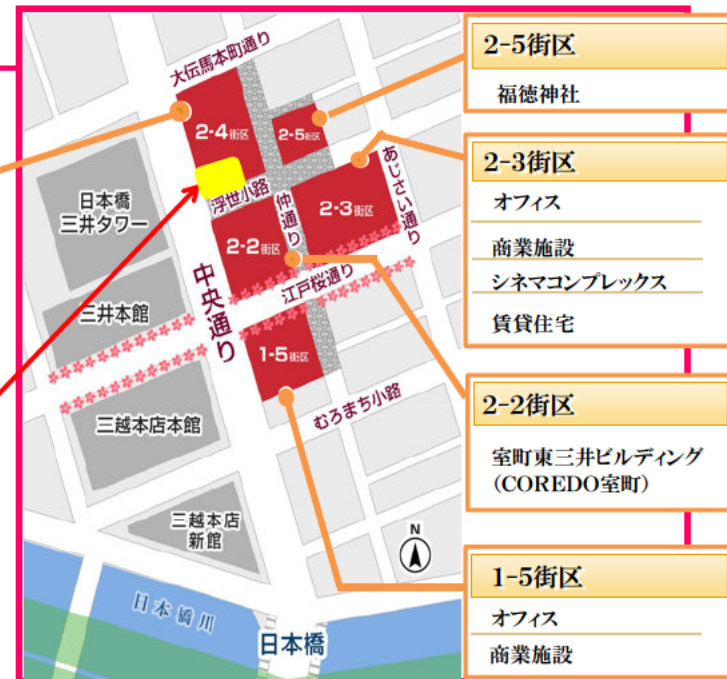 大伝馬本町通り
2-4街区
2-5街区
浮世小路
仲通り
あじさい通り
2-3街区
2-2街区
日本橋
三井タワー
中央通り
江戸桜通り
三井本館
1-5街区
むろまち小路
三越本店本館
三越本店
新館
N
日本橋川
日本橋
2-5街区
福徳神社
2-3街区
オフィス
商業施設
シネマコンプレックス
賃貸住宅
2-2街区
室町東三井ビルディング
（COREDO室町）
1-5街区
オフィス
商業施設